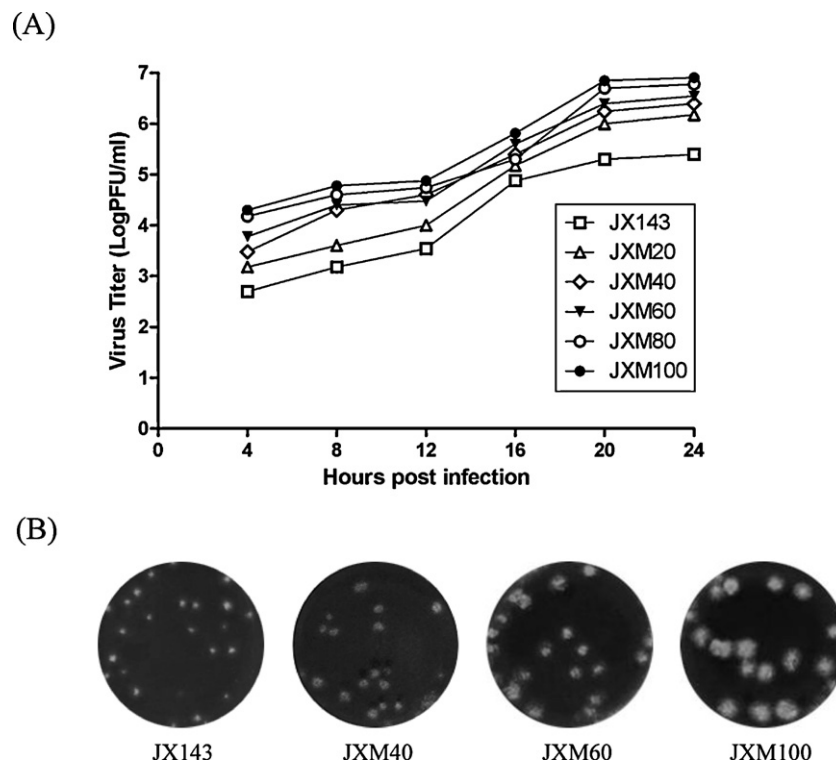 (A)
Virus Titer (LogPFU/ml)
7
6
5
4
3
2
1
0
0 4 8 12 16 20 24
Hours post infection
JX143
JXM20
JXM40
JXM60
JXM80
JXM100
(B)
JX143 JXM40 JXM60 JXM100